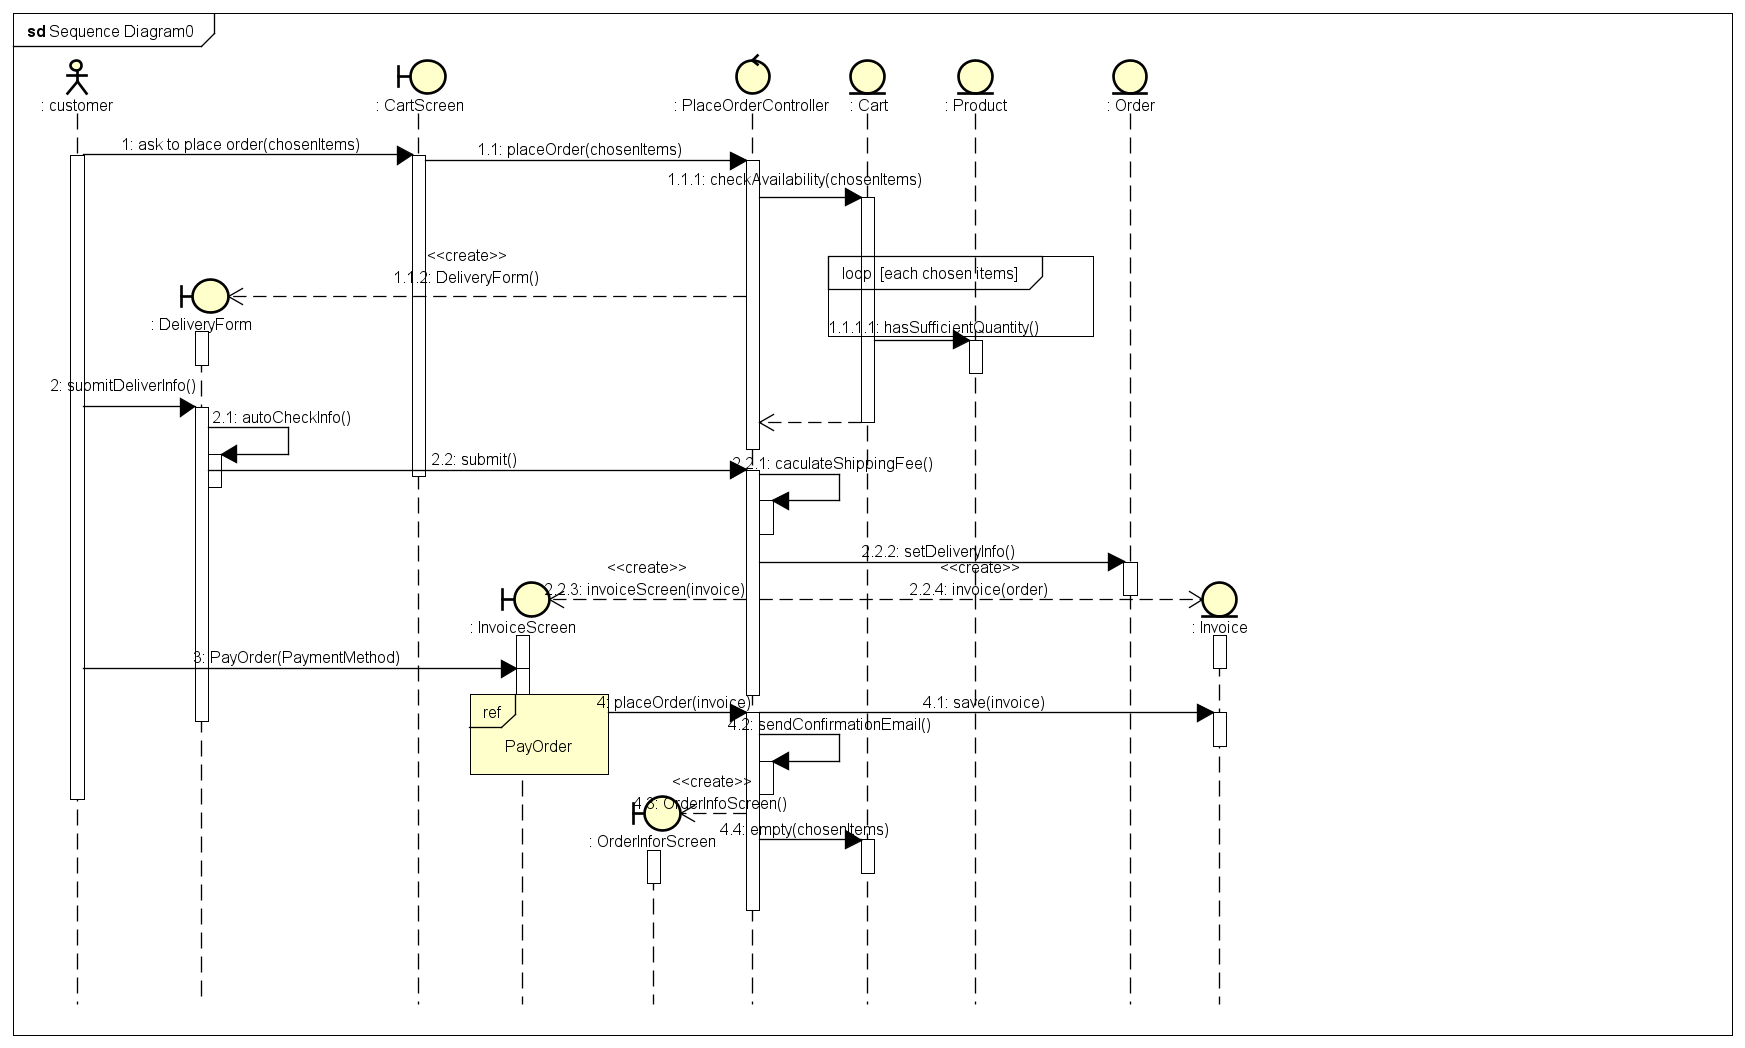 sd Sequence Diagram0
: customer
: CartScreen
: PlaceOrderController
: Cart
: Product
: Order
1: ask to place order(chosenItems)
1.1: placeOrder(chosenItems)
1.1.1: checkAvailability(chosenItems)
<<create>>
1.1.2: DeliveryForm()
loop [each chosen items]
: DeliveryForm
1.1.1.1: hasSufficientQuantity()
2: submitDeliverInfo()
2.1: autoCheckInfo()
2.2: submit()
2.2.1: caculateShippingFee()
2.2.2: setDeliveryInfo()
<<create>>
2.2.3: invoiceScreen(invoice)
<<create>>
2.2.4: invoice(order)
: InvoiceScreen
: Invoice
3: PayOrder(PaymentMethod)
ref
PayOrder
4: placeOrder(invoice)
4.1: save(invoice)
4.2: sendConfirmationEmail()
<<create>>
4.3: OrderInfoScreen()
4.4: empty(chosenItems)
: OrderInforScreen